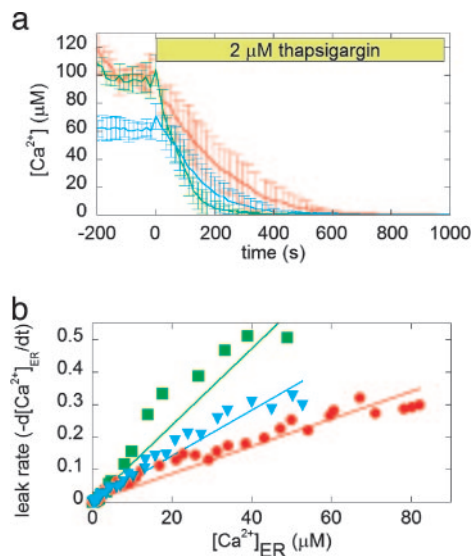 a
2 μM thapsigargin
[Ca²⁺] (μM)
120
100
80
60
40
20
0
-200 0 200 400 600 800 1000
time (s)
b
leak rate (-d[Ca²⁺]ER/dt)
0.5
0.4
0.3
0.2
0.1
0
0 20 40 60 80
[Ca²⁺]ER (μM)